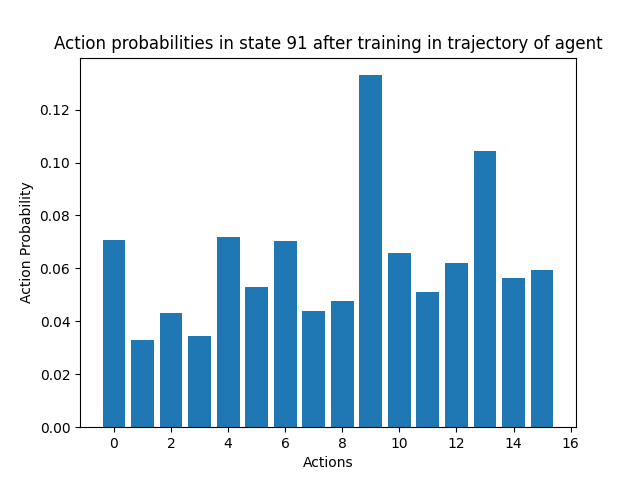 Action probabilities in state 91 after training in trajectory of agent
0.12
0.10
0.08
0.06
0.04
0.02
0.00
Action Probability
0 2 4 6 8 10 12 14 16
Actions